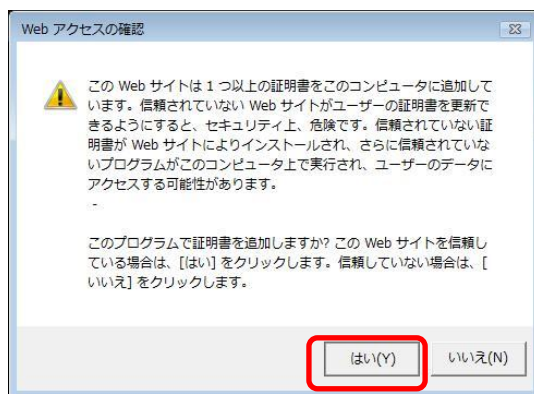 Web アクセスの確認
この Web サイトは 1 つ以上の証明書をこのコンピュータに追加して
います。信頼されていない Web サイトがユーザーの証明書を更新で
きるようにすると、セキュリティ上、危険です。信頼されていない証
明書が Web サイトによりインストールされ、さらに信頼されていな
いプログラムがこのコンピュータ上で実行され、ユーザーのデータに
アクセスする可能性があります。
-
このプログラムで証明書を追加しますか? この Web サイトを信頼し
ている場合は、[はい] をクリックします。信頼していない場合は、[
いいえ] をクリックします。
はい(Y) いいえ(N)